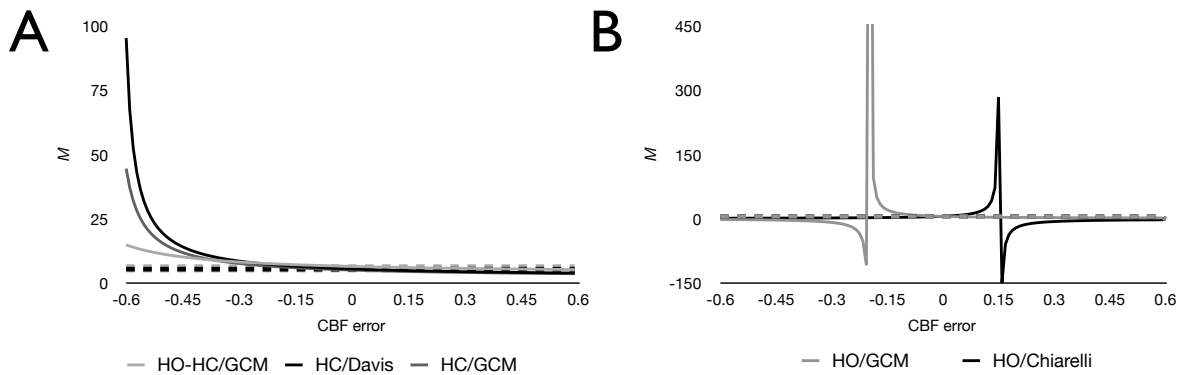 A
100
75
M
50
25
0
-0.6 -0.45 -0.3 -0.15 0 0.15 0.3 0.45 0.6
CBF error
HO-HC/GCM HC/Davis HC/GCM
B
450
300
M
150
0
-150
-0.6 -0.45 -0.3 -0.15 0 0.15 0.3 0.45 0.6
CBF error
HO/GCM HO/Chiarelli